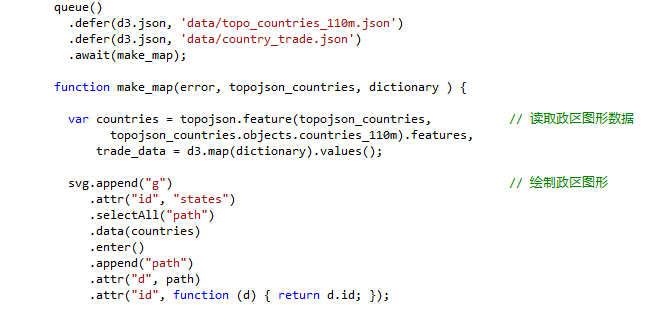 queue()
.defer(d3.json, 'data/topo_countries_110m.json')
.defer(d3.json, 'data/country_trade.json')
.await(make_map);
function make_map(error, topojson_countries, dictionary ) {
var countries = topojson.feature(topojson_countries, // 读取政区图形数据
topojson_countries.objects.countries_110m).features,
trade_data = d3.map(dictionary).values();
svg.append("g") // 绘制政区图形
.attr("id", "states")
.selectAll("path")
.data(countries)
.enter()
.append("path")
.attr("d", path)
.attr("id", function (d) { return d.id; });